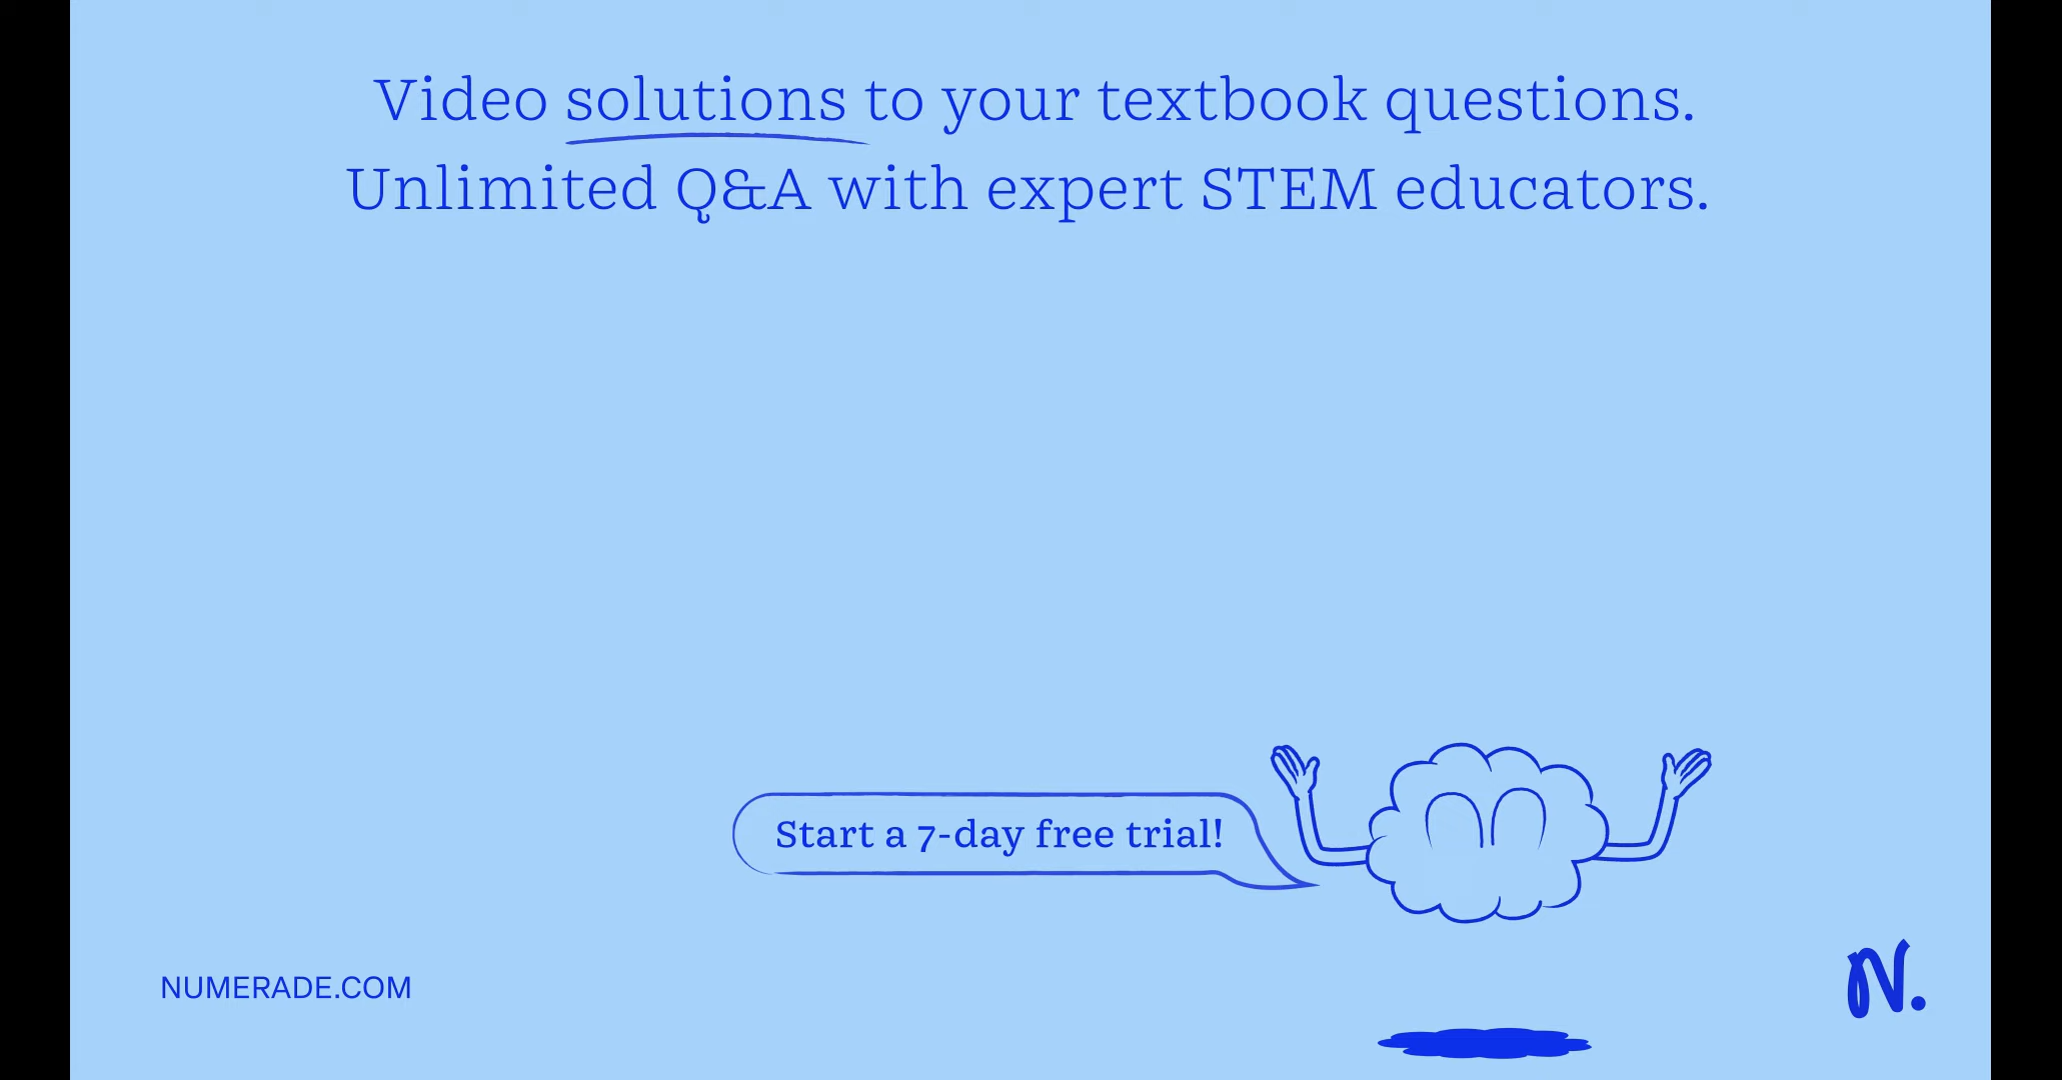 Video solutions to your textbook questions.
Unlimited Q&A with expert STEM educators.
Start a 7-day free trial!
NUMERADE.COM
N.